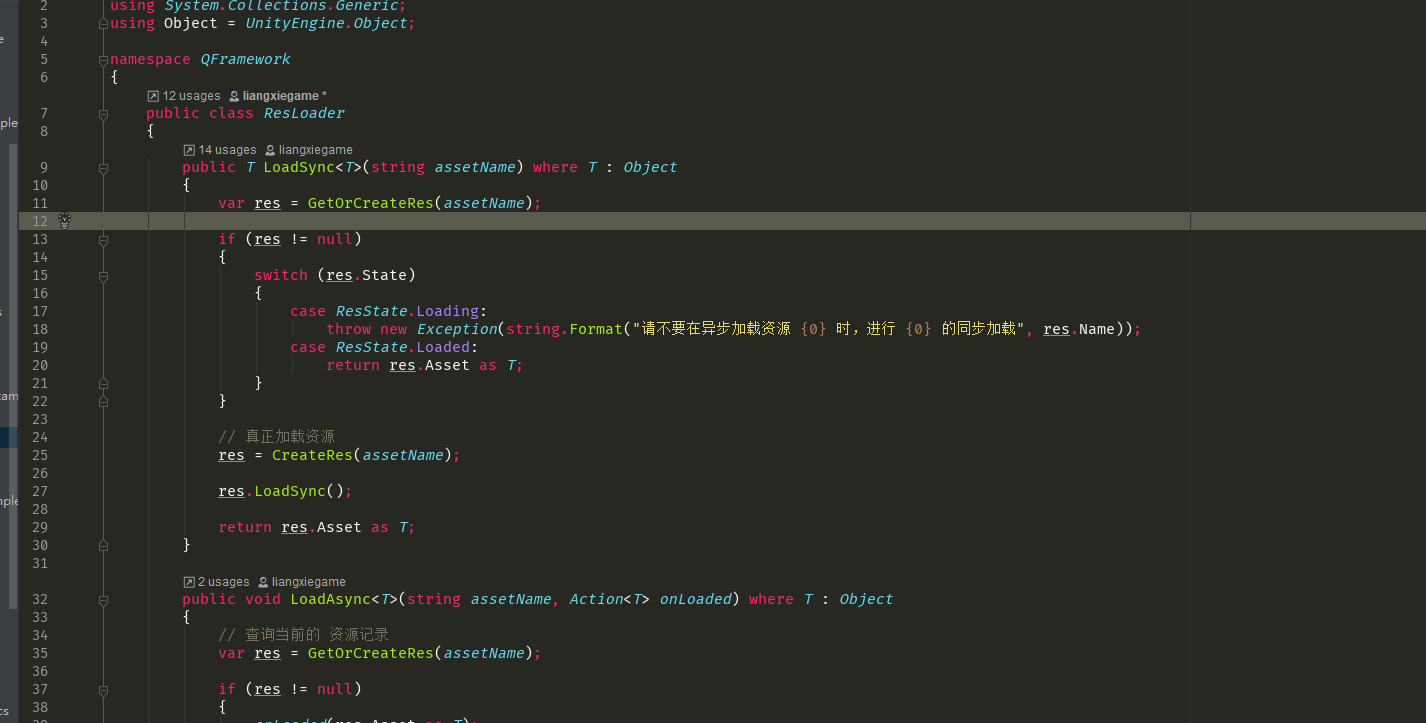 2 using System.Collections.Generic;
3 using Object = UnityEngine.Object;
4
5 namespace QFramework
6 {
12 usages liangxiegame *
7 public class ResLoader
8 {
14 usages liangxiegame
9 public T LoadSync<T>(string assetName) where T : Object
10 {
11 var res = GetOrCreateRes(assetName);
12
13 if (res != null)
14 {
15 switch (res.State)
16 {
17 case ResState.Loading:
18 throw new Exception(string.Format("请不要在异步加载资源 {0} 时，进行 {0} 的同步加载", res.Name));
19 case ResState.Loaded:
20 return res.Asset as T;
21 }
22 }
23
24 // 真正加载资源
25 res = CreateRes(assetName);
26
27 res.LoadSync();
28
29 return res.Asset as T;
30 }
31
2 usages liangxiegame
32 public void LoadAsync<T>(string assetName, Action<T> onLoaded) where T : Object
33 {
34 // 查询当前的 资源记录
35 var res = GetOrCreateRes(assetName);
36
37 if (res != null)
38 {
onLoaded(res.Asset as T);